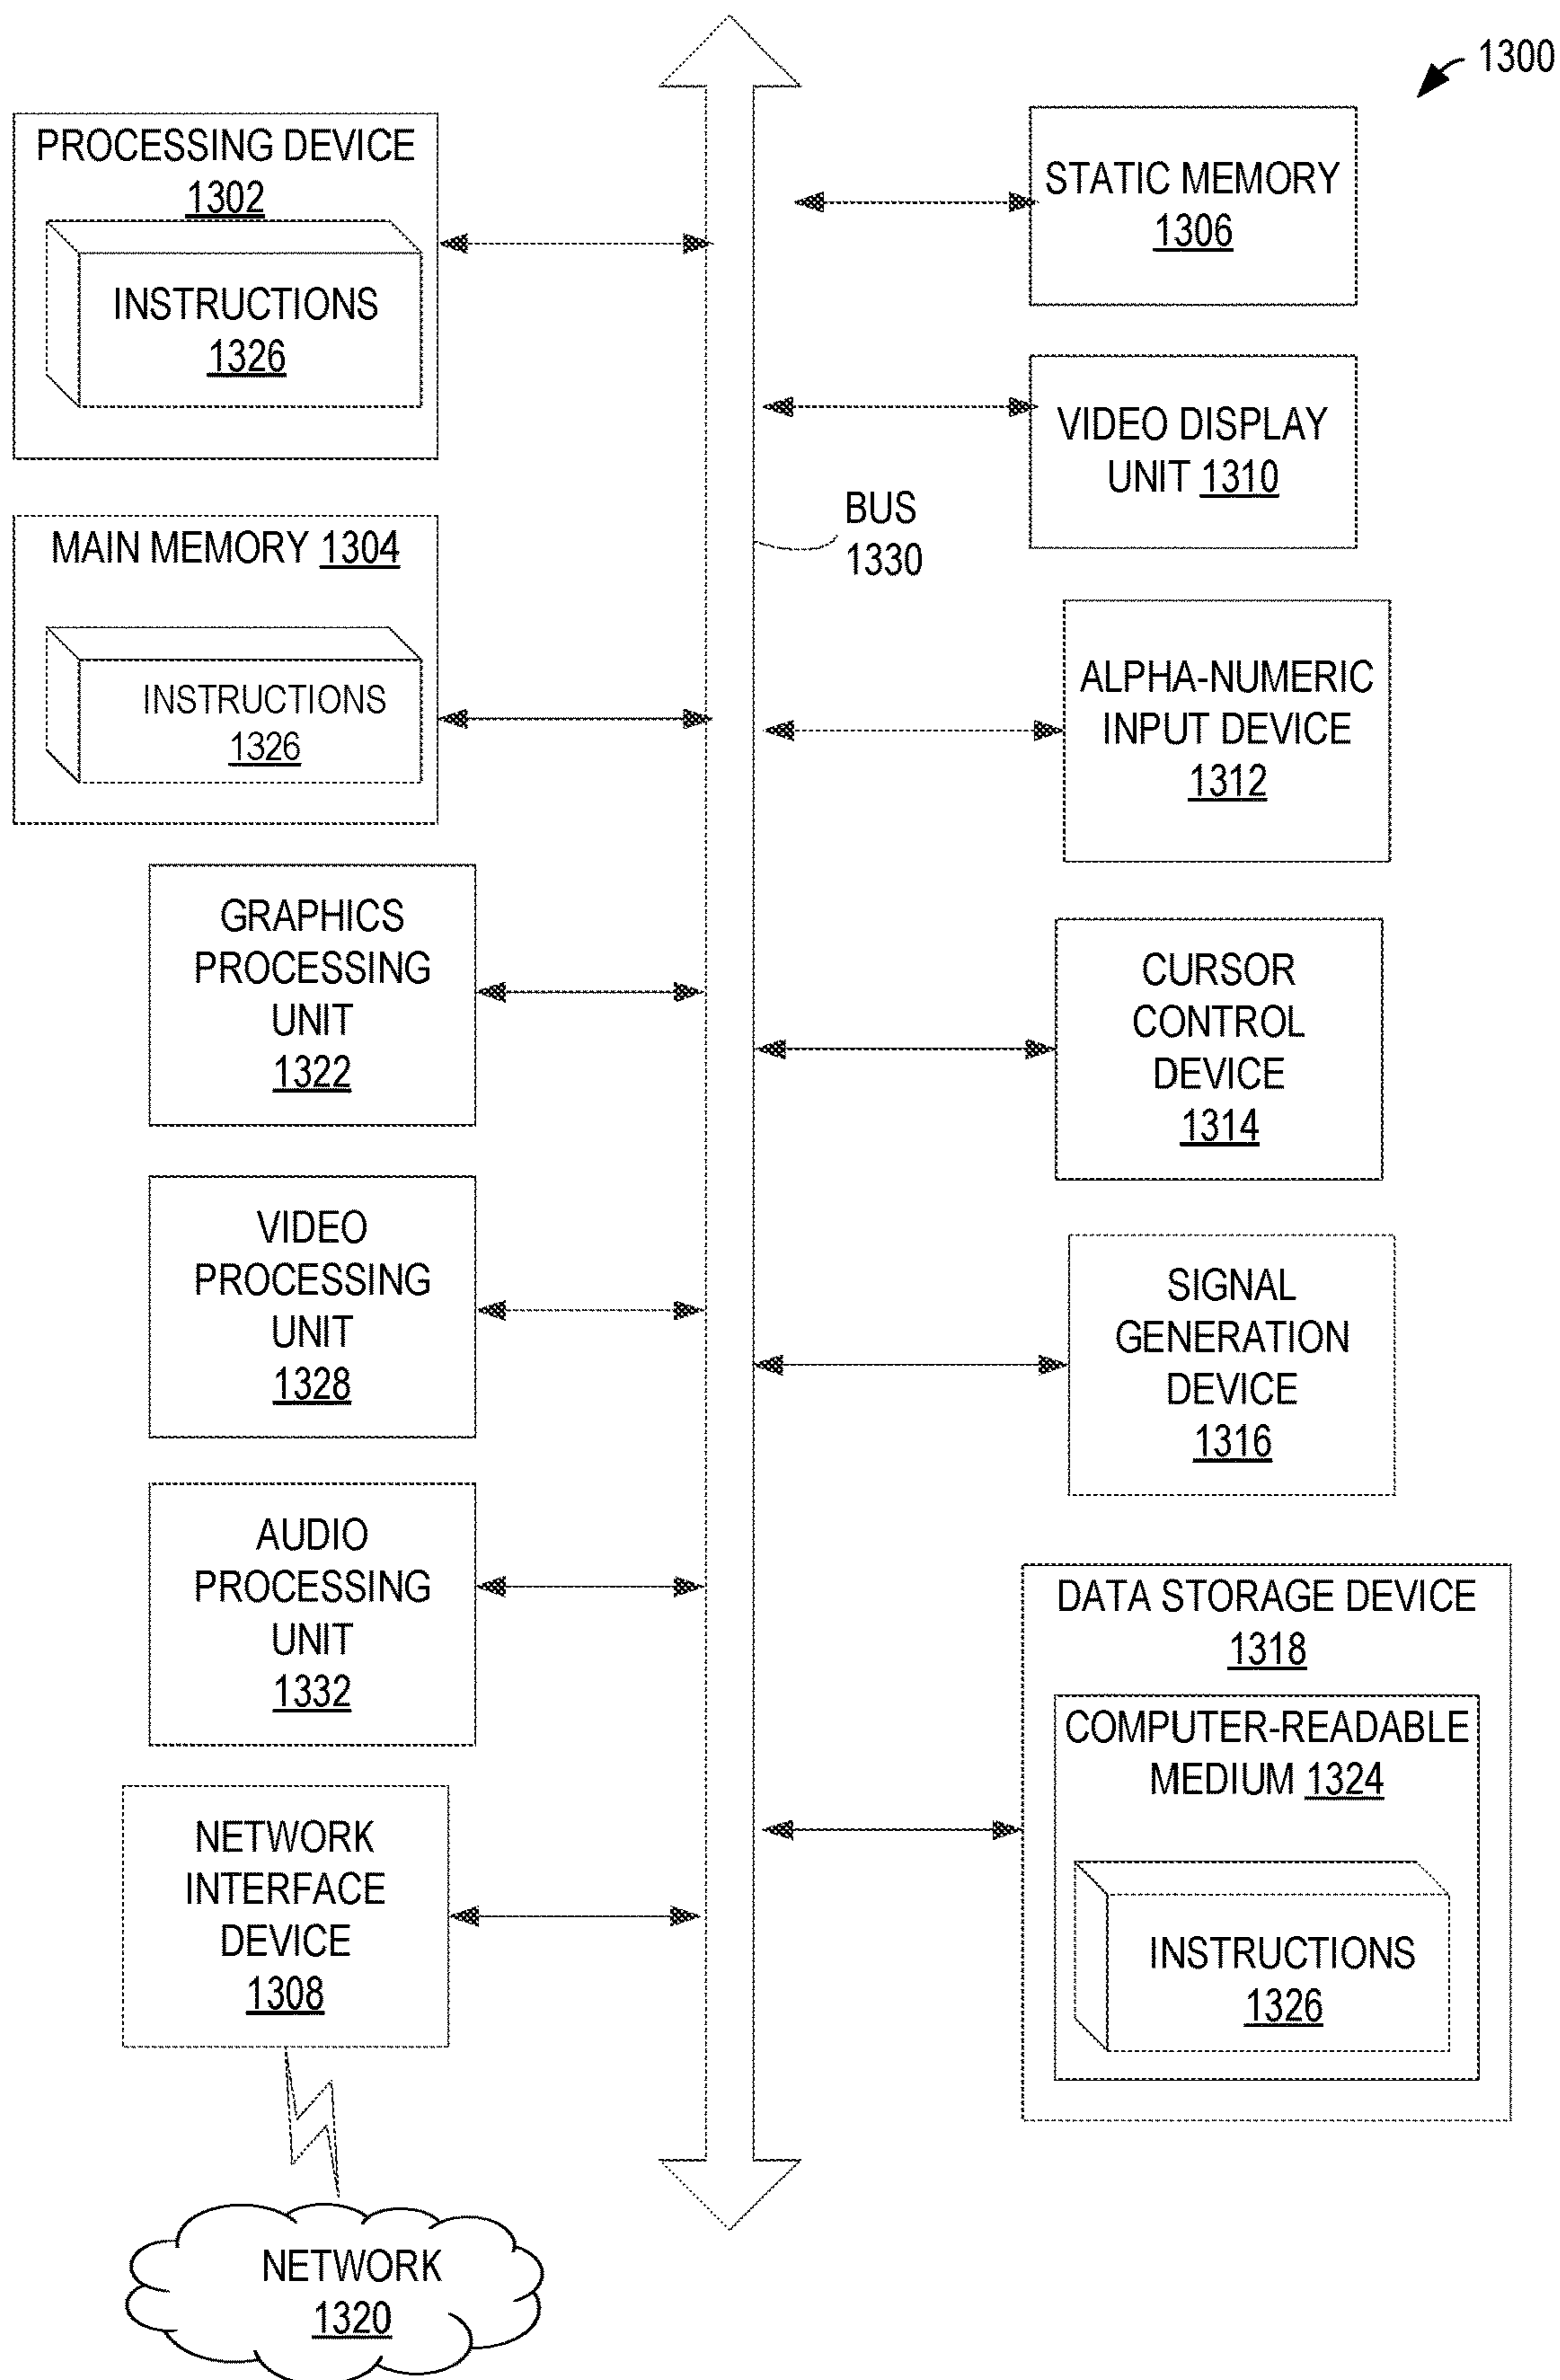 1300
PROCESSING DEVICE
1302
INSTRUCTIONS
1326
MAIN MEMORY 1304
INSTRUCTIONS
1326
GRAPHICS
PROCESSING
UNIT
1322
VIDEO
PROCESSING
UNIT
1328
AUDIO
PROCESSING
UNIT
1332
NETWORK
INTERFACE
DEVICE
1308
NETWORK
1320
BUS
1330
STATIC MEMORY
1306
VIDEO DISPLAY
UNIT 1310
ALPHA-NUMERIC
INPUT DEVICE
1312
CURSOR
CONTROL
DEVICE
1314
SIGNAL
GENERATION
DEVICE
1316
DATA STORAGE DEVICE
1318
COMPUTER-READABLE
MEDIUM 1324
INSTRUCTIONS
1326